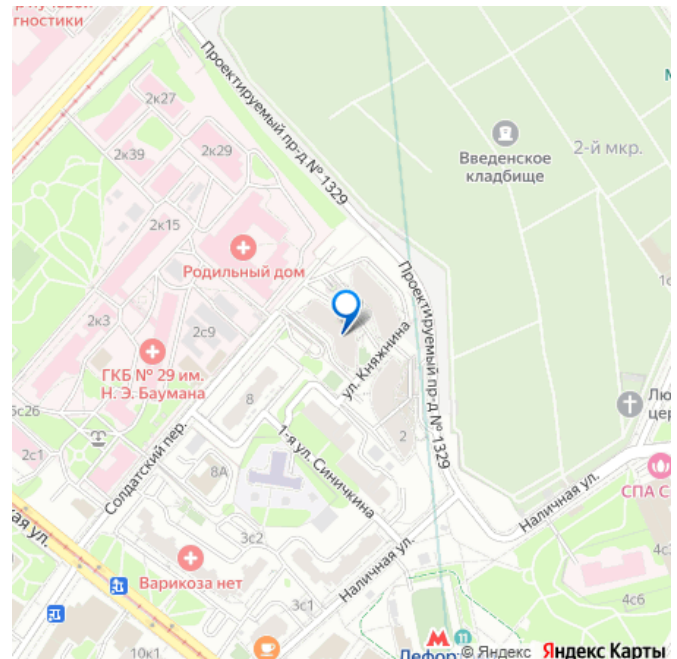 гностики
2к27
2к39
2к29
Проектируемый пр-д № 1329
Введенское
кладбище
2-й мкр.
2к15
Родильный дом
Проектируемый пр-д № 1329
2к3
2с9
ГКБ № 29 им.
Н. Э. Баумана
ул. Княжнина
8
2
2с1
8А
Солдатский пер.
1-я ул. Синичкина
Наличная ул.
СПА С
3с2
Варикоза нет
Наличная ул.
3с1
4с6
10к1
11
© Яндекс Яндекс Карты